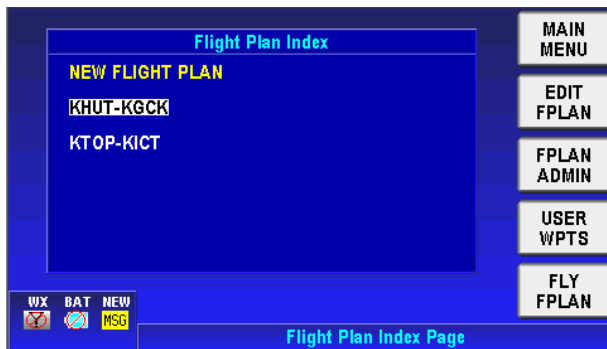 Flight Plan Index
NEW FLIGHT PLAN
KHUT-KGCK
KTOP-KICT
MAIN
MENU
EDIT
FPLAN
FPLAN
ADMIN
USER
WPTS
FLY
FPLAN
WX BAT NEW
MSG
Flight Plan Index Page